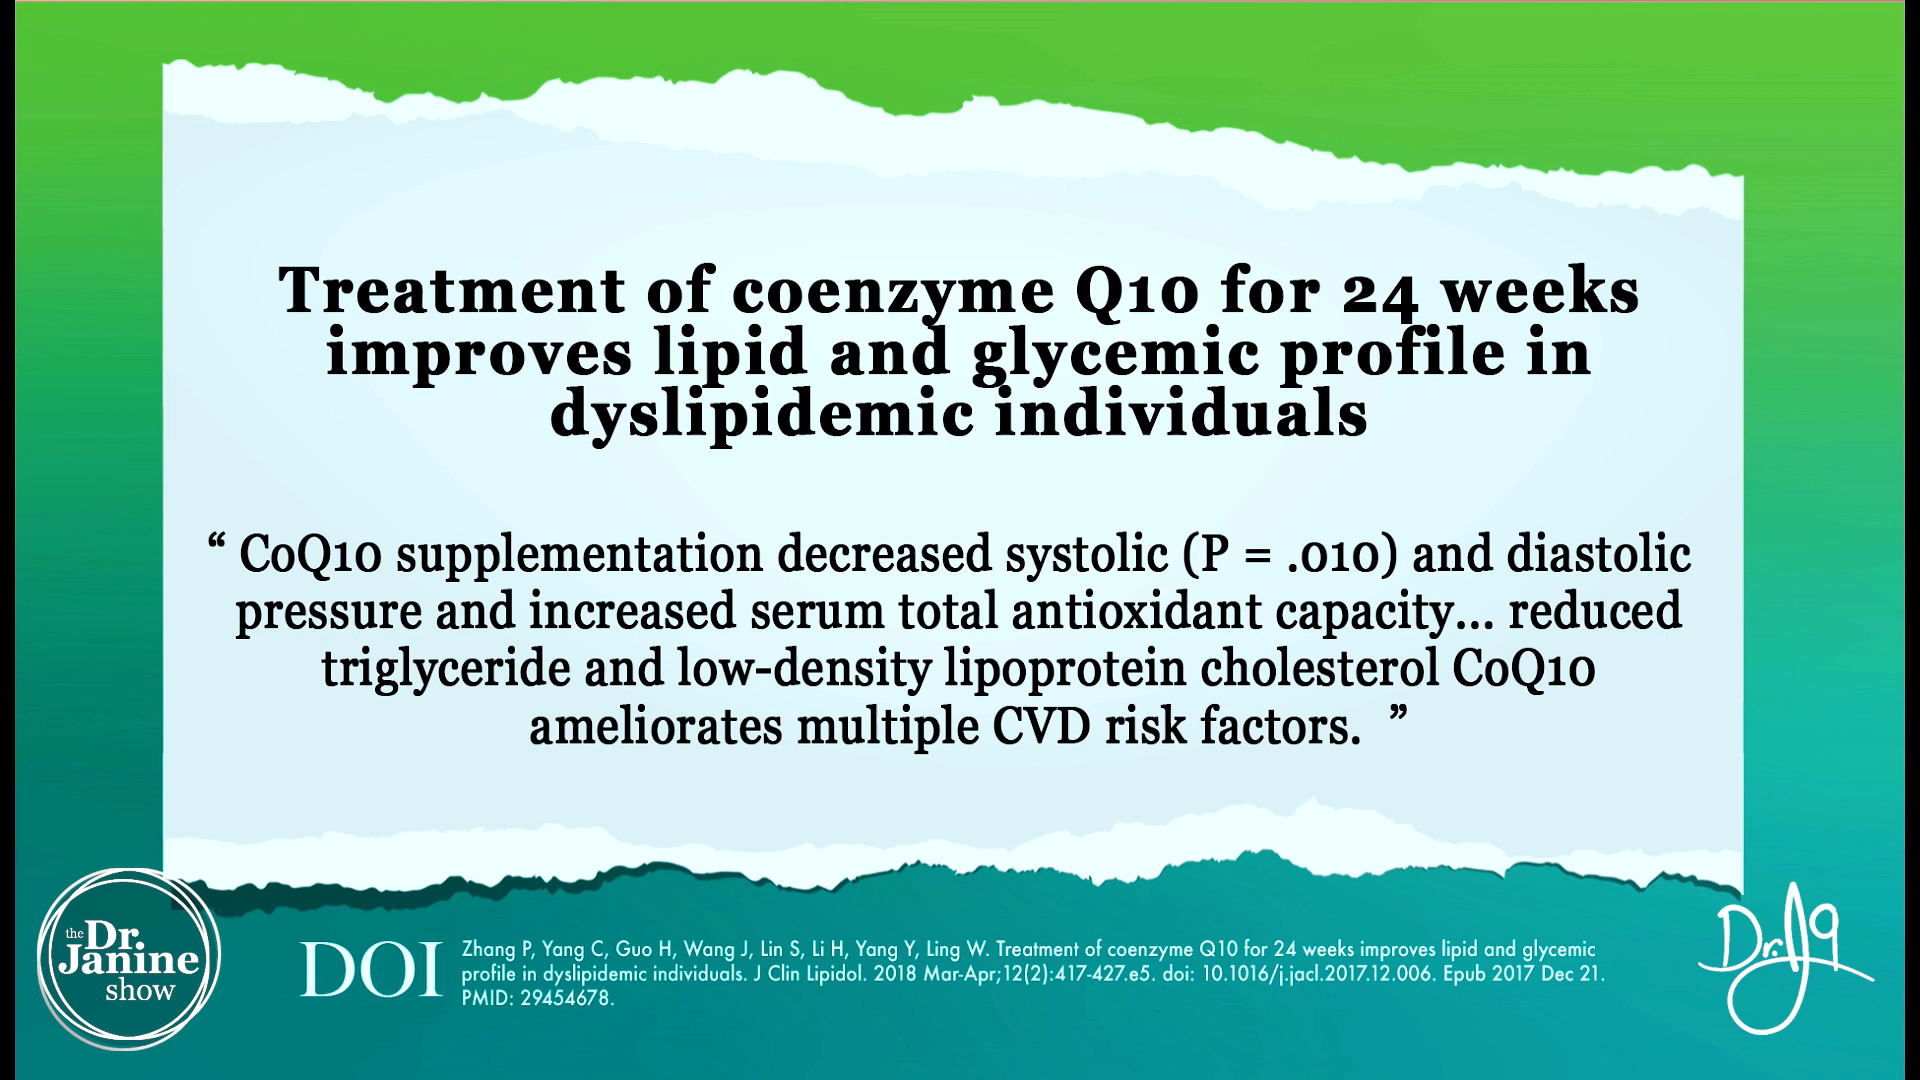 Treatment of coenzyme Q10 for 24 weeks
improves lipid and glycemic profile in
dyslipidemic individuals
“ CoQ10 supplementation decreased systolic (P = .010) and diastolic
pressure and increased serum total antioxidant capacity... reduced
triglyceride and low-density lipoprotein cholesterol CoQ10
ameliorates multiple CVD risk factors. ”
the Dr.
Janine
show
DOI
Zhang P, Yang C, Guo H, Wang J, Lin S, Li H, Yang Y, Ling W. Treatment of coenzyme Q10 for 24 weeks improves lipid and glycemic
profile in dyslipidemic individuals. J Clin Lipidol. 2018 Mar-Apr;12(2):417-427.e5. doi: 10.1016/j.jacl.2017.12.006. Epub 2017 Dec 21.
PMID: 29454678.
Dr.J9